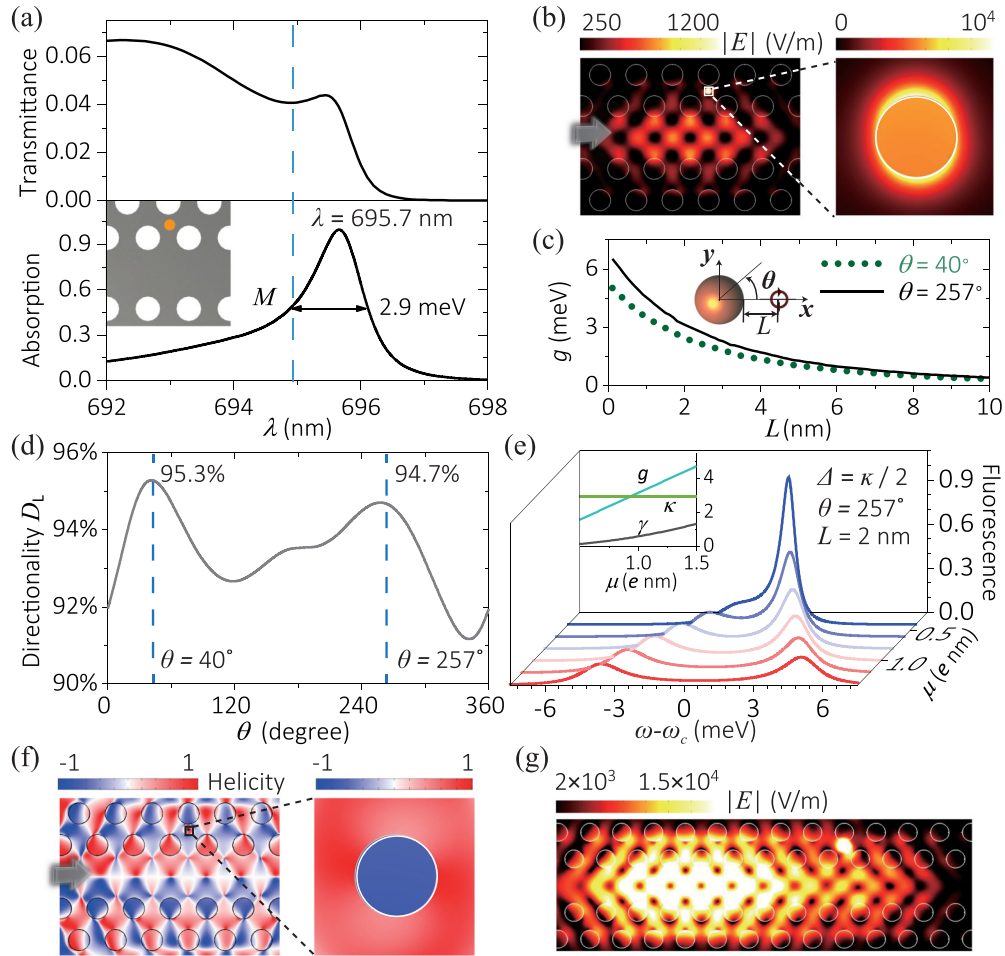 (a)
0.06
0.04
0.02
0.00
Transmittance
λ = 695.7 nm
0.9
0.6
0.3
0.0
Absorption
M
2.9 meV
692
694
696
698
λ (nm)
(b)
250
1200
|E| (V/m)
0
10⁴
(c)
6
3
0
g (meV)
y
θ
x
L
θ = 40°
θ = 257°
0
2
4
6
8
10
L (nm)
(d)
96%
94%
92%
90%
Directionality D_L
95.3%
94.7%
θ = 40°
θ = 257°
0
120
240
360
θ (degree)
(e)
g
κ
γ
4
2
0
1.0
1.5
μ (e nm)
Δ = κ / 2
θ = 257°
L = 2 nm
0.9
0.6
0.3
0.0
Fluorescence
0.5
1.0
μ (e nm)
-6
-3
0
3
6
ω-ω_c (meV)
(f)
-1
1
Helicity
-1
1
(g)
2×10³
1.5×10⁴
|E| (V/m)